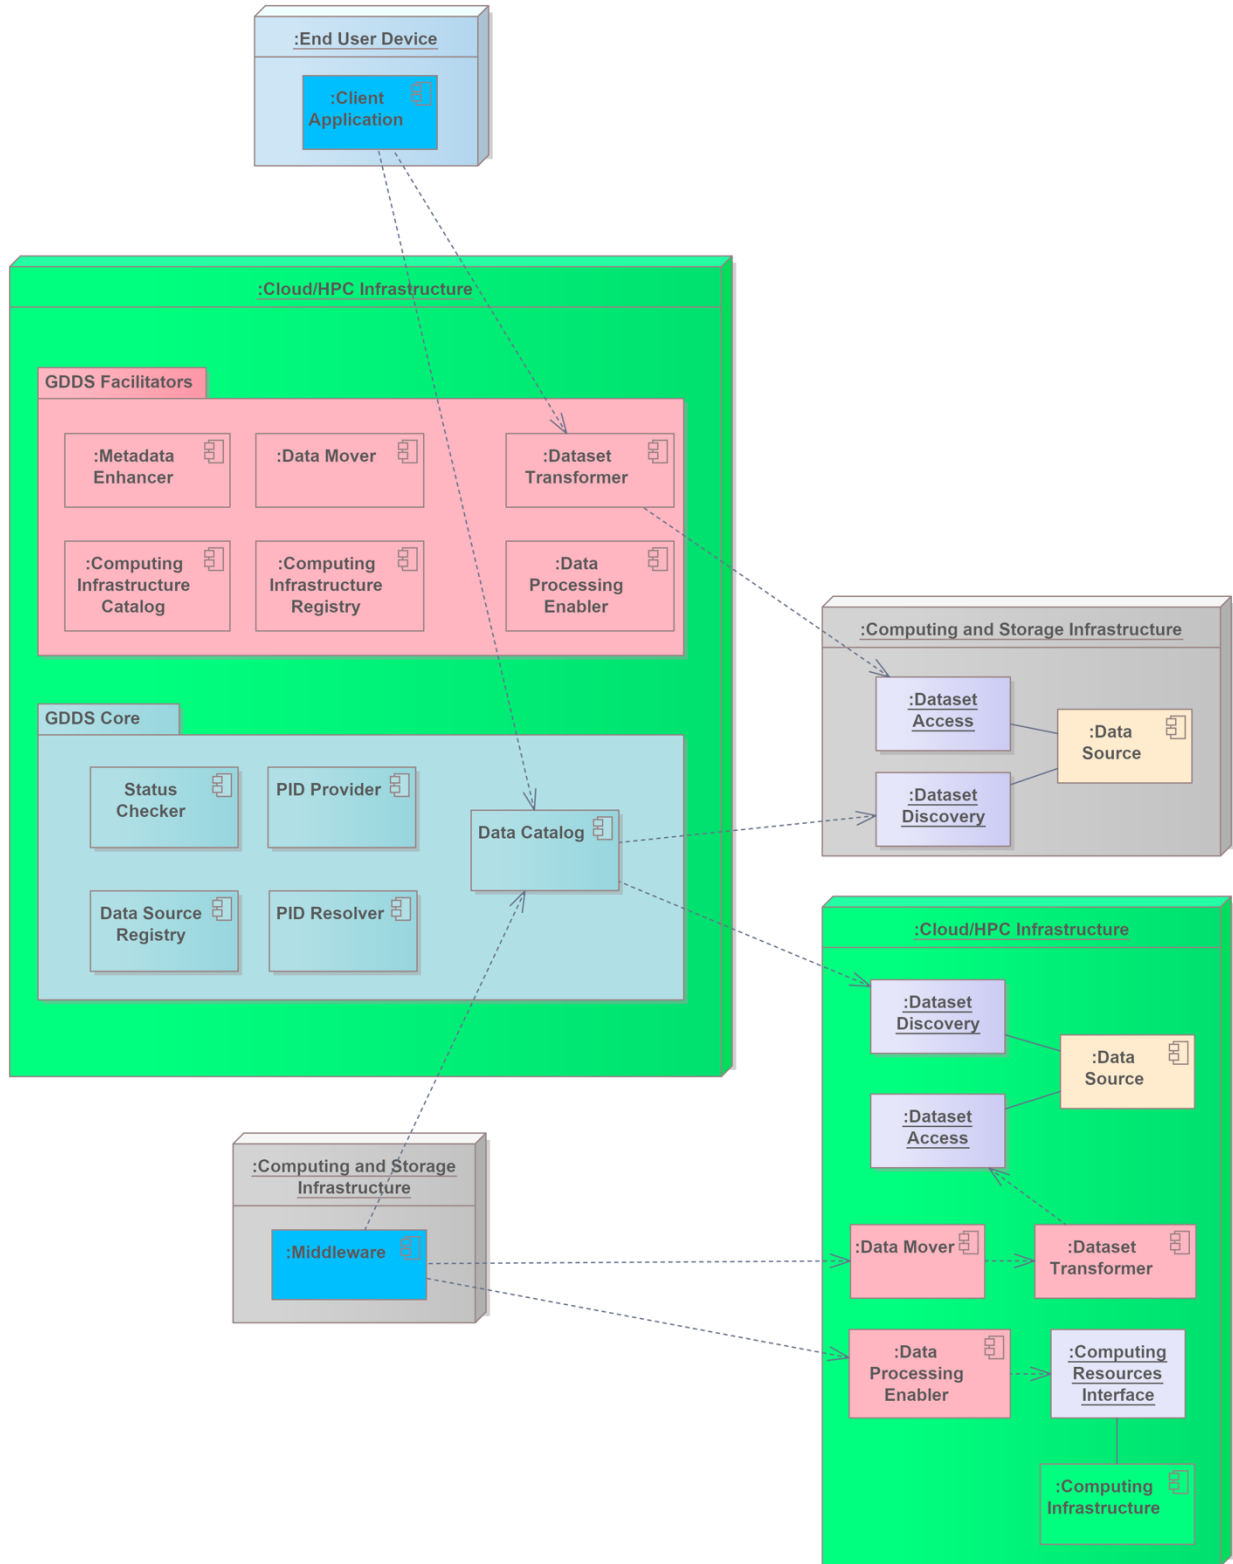 :End User Device
:Client
Application
:Cloud/HPC Infrastructure
GDDS Facilitators
:Metadata
Enhancer
:Data Mover
:Dataset
Transformer
:Computing
Infrastructure
Catalog
:Computing
Infrastructure
Registry
:Data
Processing
Enabler
GDDS Core
Status
Checker
PID Provider
Data Catalog
Data Source
Registry
PID Resolver
:Computing and Storage Infrastructure
:Dataset
Access
:Data
Source
:Dataset
Discovery
:Cloud/HPC Infrastructure
:Dataset
Discovery
:Data
Source
:Dataset
Access
:Data Mover
:Dataset
Transformer
:Data
Processing
Enabler
:Computing
Resources
Interface
:Computing
Infrastructure
:Computing and Storage
Infrastructure
:Middleware